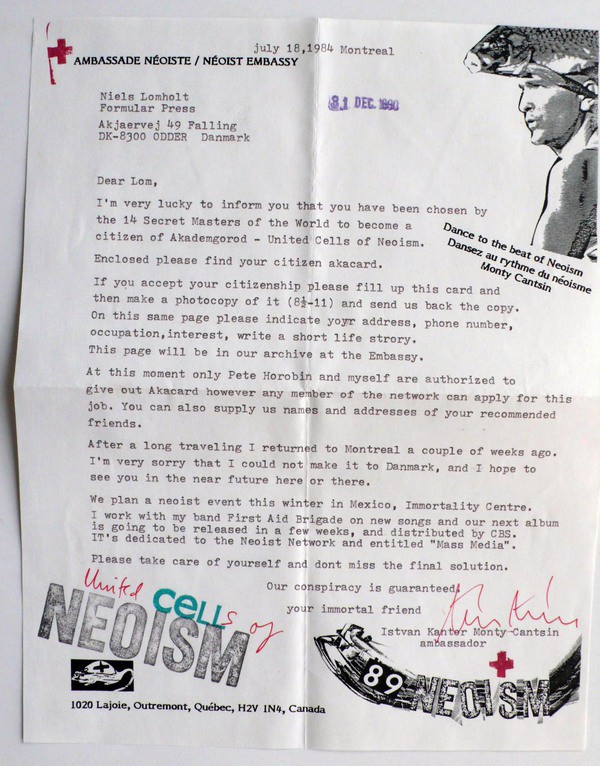 july 18,1984 Montreal
AMBASSADE NÉOISTE / NÉOIST EMBASSY
Niels Lomholt
Formular Press
Akjaervej 49 Falling
DK-8300 ODDER Danmark
31 DEC. 1990
Dear Lom,
I'm very lucky to inform you that you have been chosen by
the 14 Secret Masters of the World to become a
citizen of Akademgorod - United Cells of Neoism.
Enclosed please find your citizen akacard.
Dance to the beat of Neoism
Dansez au rythme du néoisme
Monty Cantsin
If you accept your citizenship please fill up this card and
then make a photocopy of it (8½-11) and send us back the copy.
On this same page please indicate your address, phone number,
occupation,interest, write a short life strory.
This page will be in our archive at the Embassy.
At this moment only Pete Horobin and myself are authorized to
give out Akacard however any member of the network can apply for this
job. You can also supply us names and addresses of your recommended
friends.
After a long traveling I returned to Montreal a couple of weeks ago.
I'm very sorry that I could not make it to Danmark, and I hope to
see you in the near future here or there.
We plan a neoist event this winter in Mexico, Immortality Centre.
I work with my band First Aid Brigade on new songs and our next album
is going to be released in a few weeks, and distributed by CBS.
IT's dedicated to the Neoist Network and entitled "Mass Media".
Please take care of yourself and dont miss the final solution.
Our conspiracy is guaranteed!
your immortal friend
Istvan Kantor Monty-Cantsin
ambassador
United cells of
NEOISM
89 NEOISM
1020 Lajoie, Outremont, Québec, H2V 1N4, Canada